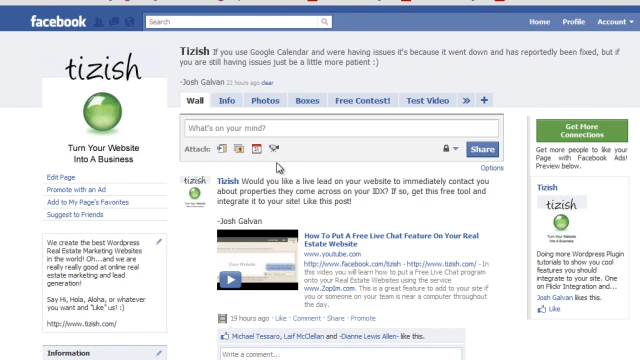 facebook
Search
Home Profile Account
tizish
Turn Your Website
Into A Business
Edit Page
Promote with an Ad
Add to My Page's Favorites
Suggest to Friends
We create the best Wordpress
Real Estate Marketing Websites
in the world! Oh...and we are
really really good at online real
estate marketing and lead
generation!
Say Hi, Hola, Aloha, or whatever
you want and "Like" us! :)
http://www.tizish.com/
Information
Tizish If you use Google Calendar and were having issues it's because it went down and has reportedly been fixed, but if
you are still having issues just be a little more patient :)
-Josh Galvan 22 hours ago clear
Wall Info Photos Boxes Free Contest! Test Video » +
What's on your mind?
Attach: 31 Share
Options
tizish
Tizish Would you like a live lead on your website to immediately contact you
about properties they come across on your IDX? If so, get this free tool and
integrate it to your site! Like this post!
-Josh Galvan
How To Put A Free Live Chat Feature On Your Real
Estate Website
www.youtube.com
http://www.facebook.com/tizish - http://www.tizish.com/ - In
this video you will learn how to put a Free Live Chat program
onto your Real Estate Websites using the service
www.ZopIm.com. This is a great feature to add to your site if
you or someone on your team is near a computer throughout
the day.
19 hours ago · Like · Comment · Share · Promote
Michael Tessaro, Laif McClellan and -Dianne Lewis Allen- like this.
Write a comment...
Get More
Connections
Get more people to like your
Page with Facebook Ads!
Preview below.
Tizish
tizish
Doing more Wordpress Plugin
tutorials to show you cool
features you should
integrate to your site. One
on Flickr Integration and...
Josh Galvan likes this.
Like